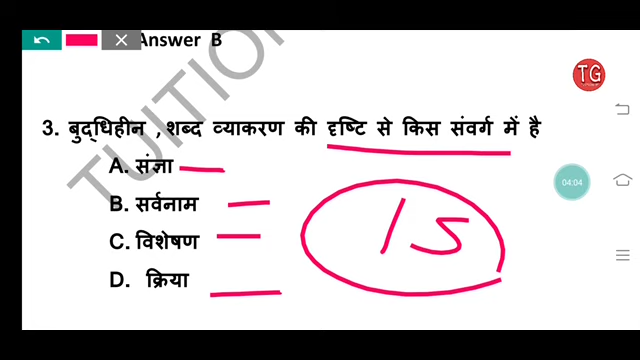 Answer B
TG
3. बुद्धिहीन , शब्द व्याकरण की दृष्टि से किस संवर्ग में है
A. संज्ञा
B. सर्वनाम
C. विशेषण
D. क्रिया
15
04:04
TUITION